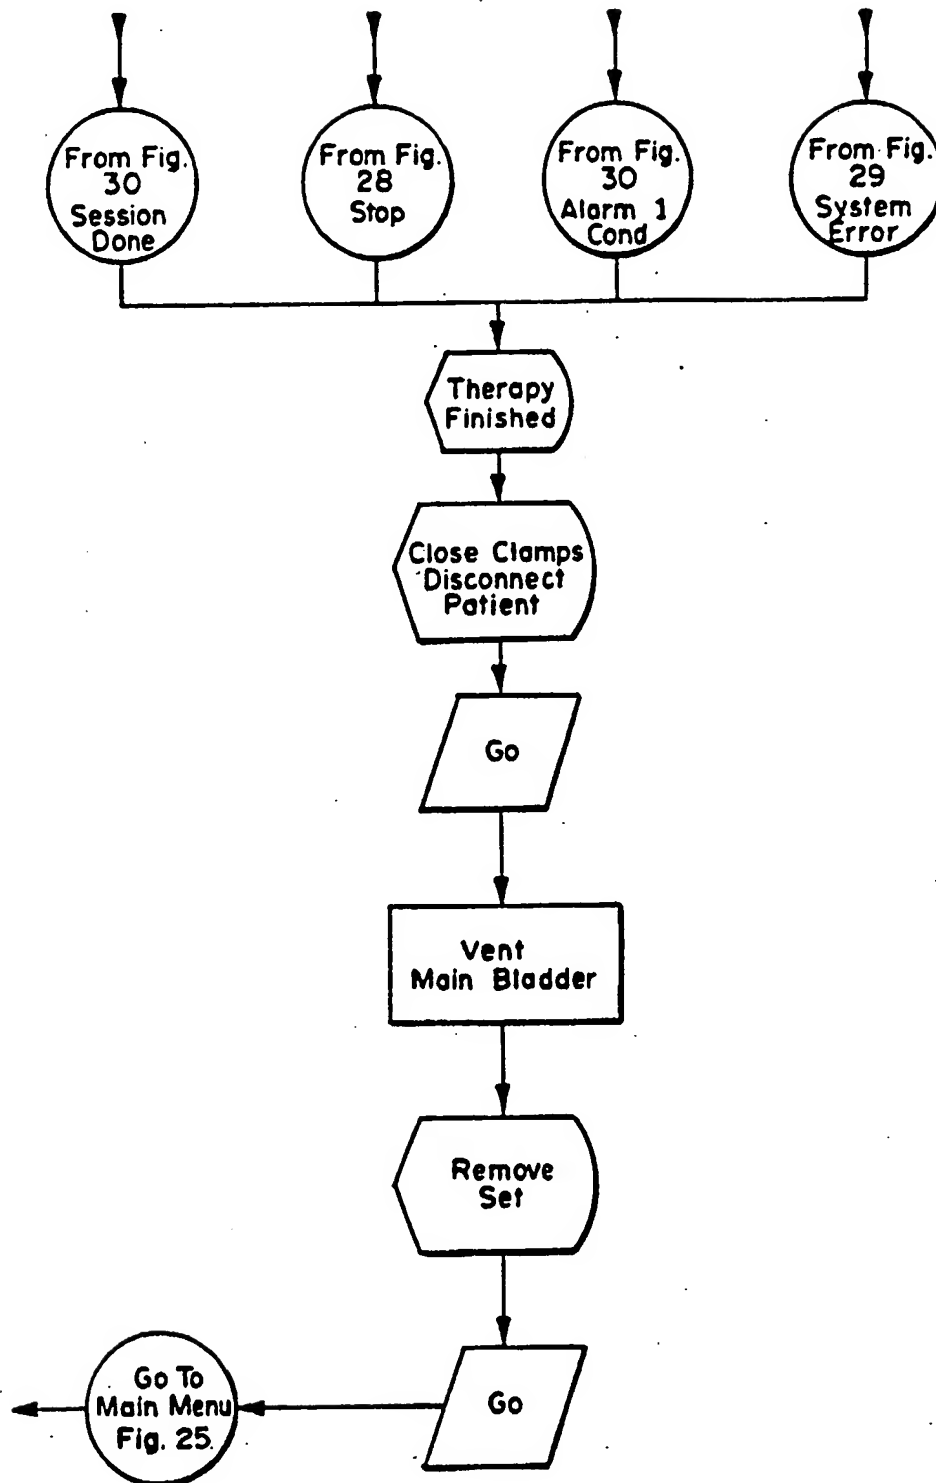 From Fig.
30
Session
Done
From Fig.
28
Stop
From Fig.
30
Alarm 1
Cond
From Fig.
29
System
Error
Therapy
Finished
Close Clamps
Disconnect
Patient
Go
Vent
Main Bladder
Remove
Set
Go
Go To
Main Menu
Fig. 25